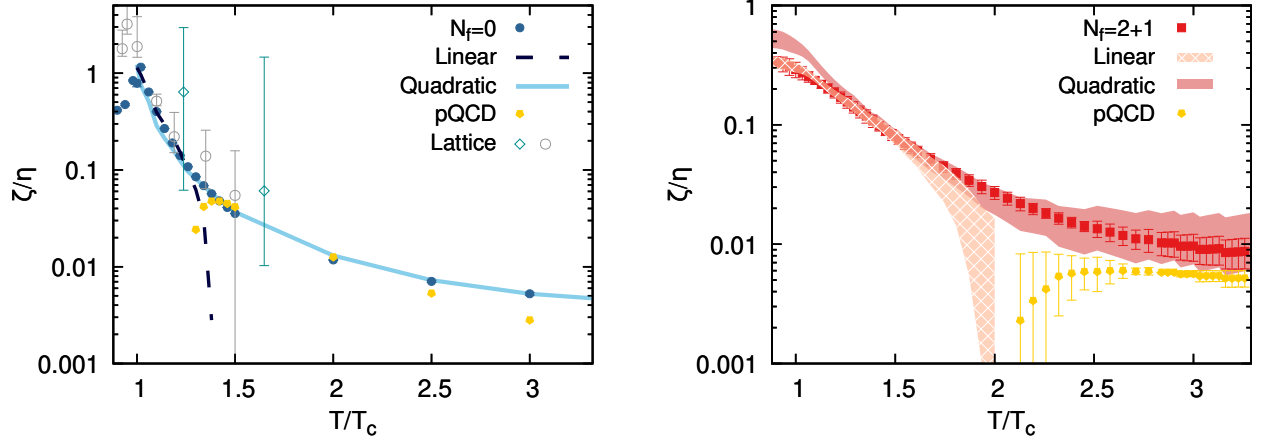 N_f=0
Linear
Quadratic
pQCD
Lattice
1
0.1
0.01
0.001
ζ/η
1
1.5
2
2.5
3
T/T_c
N_f=2+1
Linear
Quadratic
pQCD
1
0.1
0.01
0.001
ζ/η
1
1.5
2
2.5
3
T/T_c